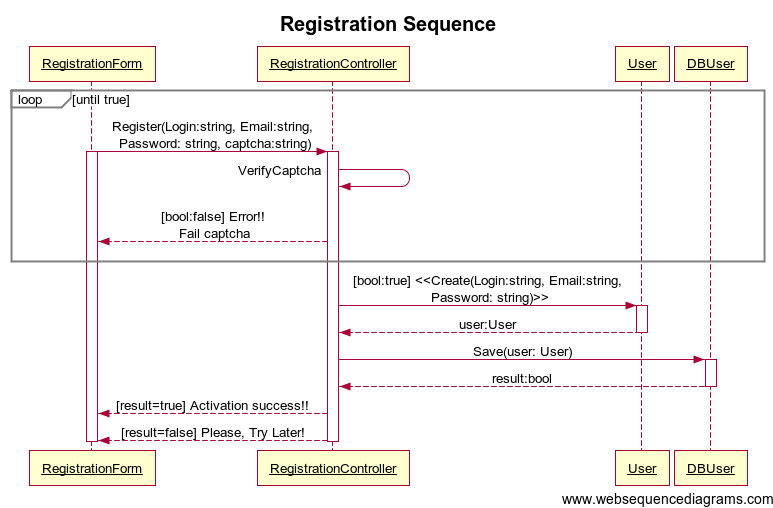 Registration Sequence
RegistrationForm
RegistrationController
User
DBUser
loop
[until true]
Register(Login:string, Email:string,
Password: string, captcha:string)
VerifyCaptcha
[bool:false] Error!!
Fail captcha
[bool:true] <<Create(Login:string, Email:string,
Password: string)>>
user:User
Save(user: User)
result:bool
[result=true] Activation success!!
[result=false] Please, Try Later!
RegistrationForm
RegistrationController
User
DBUser
www.websequencediagrams.com